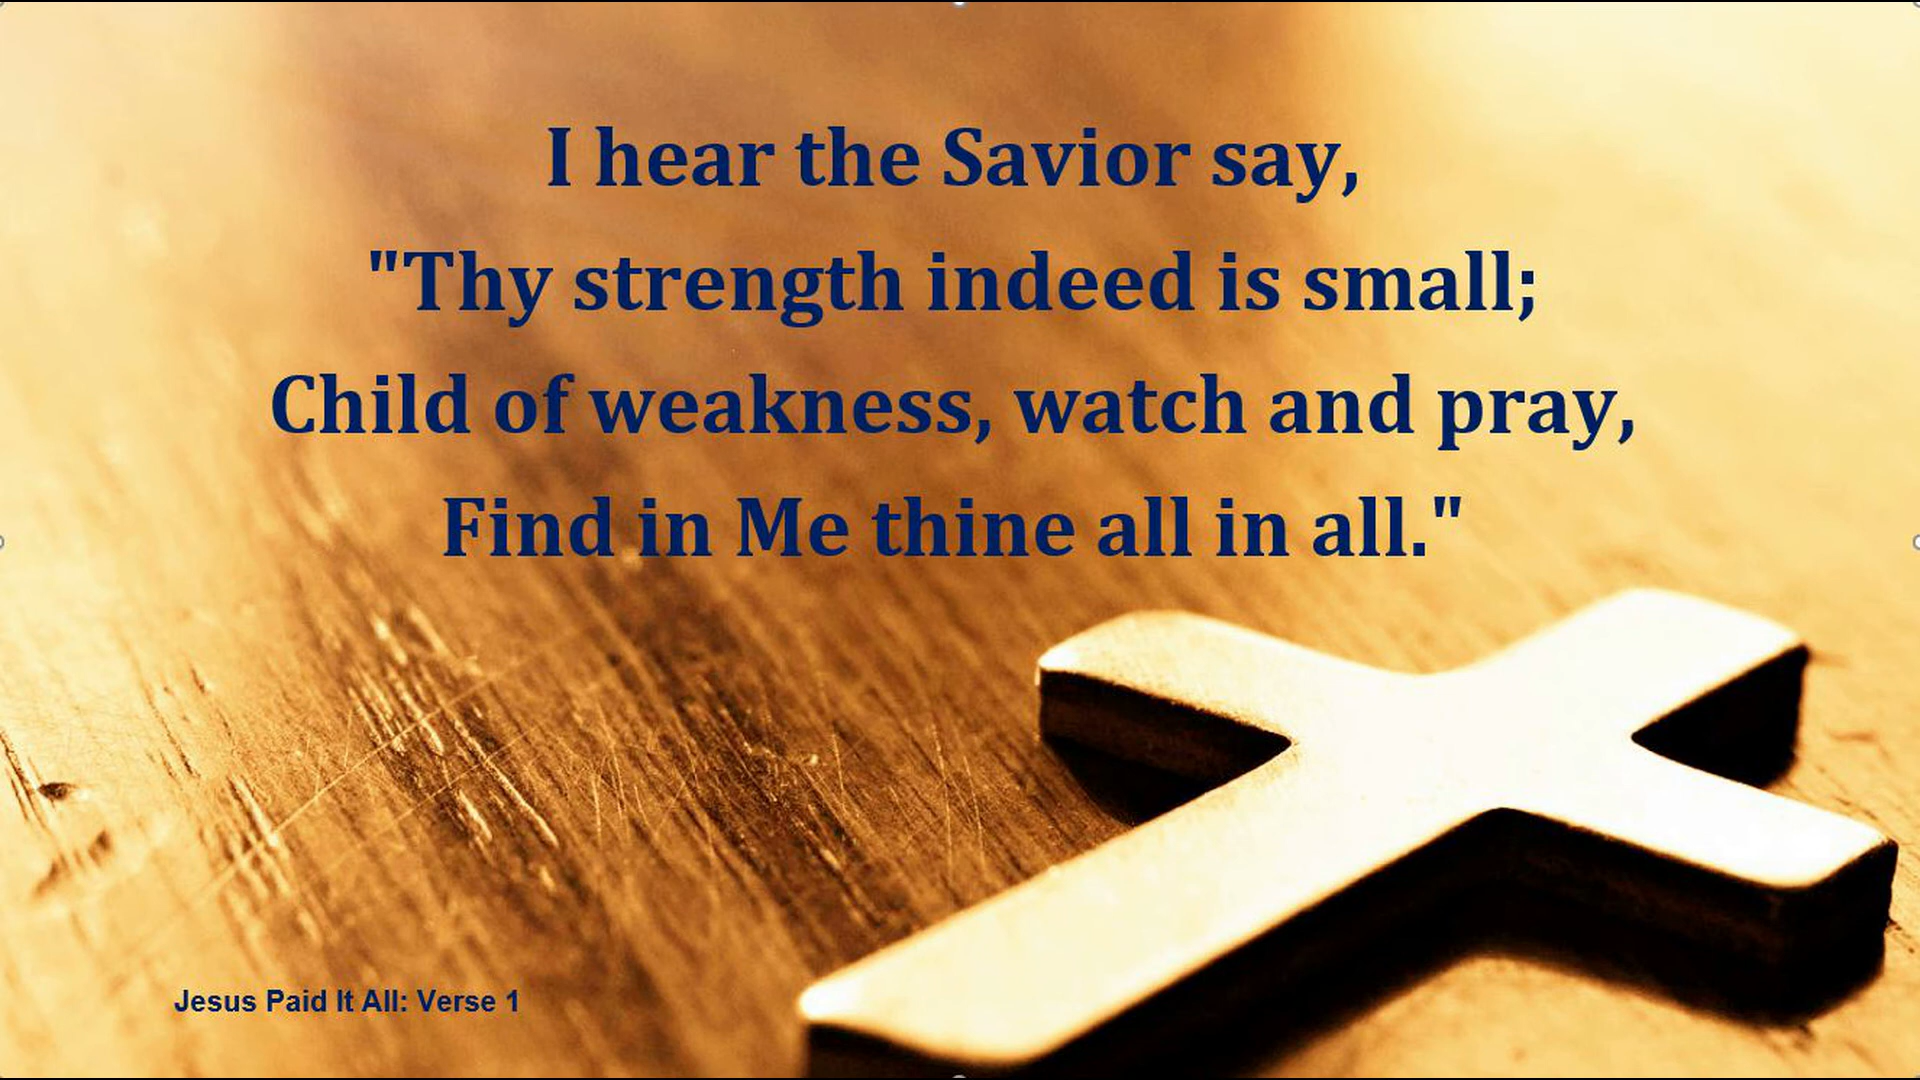 I hear the Savior say,
"Thy strength indeed is small;
Child of weakness, watch and pray,
Find in Me thine all in all."
Jesus Paid It All: Verse 1